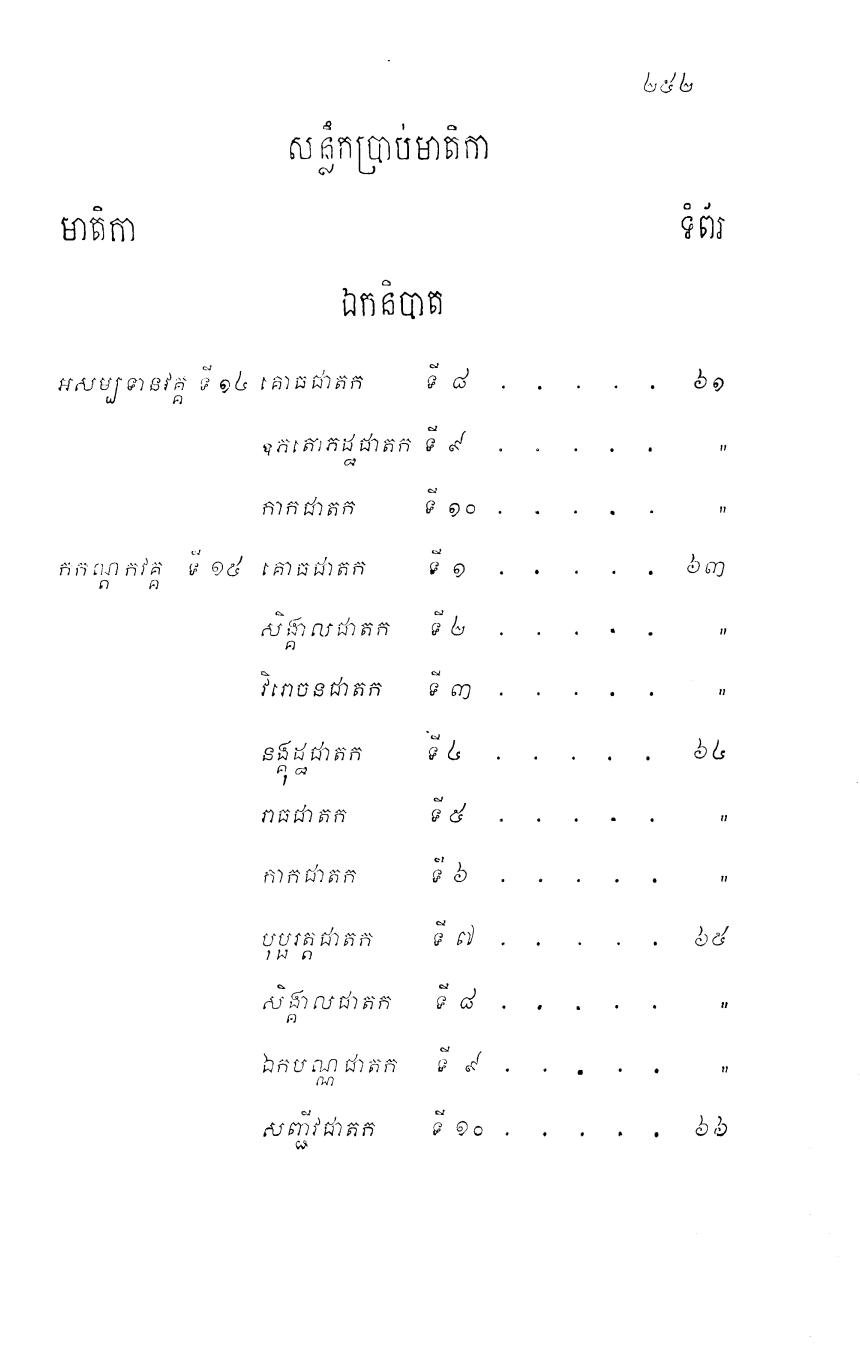 ២៥២
សន្លឹកប្រាប់មាតិកា
មាតិកា ទំព័រ
ឯកនិបាត
អសម្បទានវគ្គ ទី ១៤ គោធជាតក ទី ៨ . . . . . ៦១
ឧភតោភដ្ឋជាតក ទី ៩ . . . . . "
កាកជាតក ទី ១០ . . . . . "
កកណ្តកវគ្គ ទី ១៥ គោធជាតក ទី ១ . . . . . ៦៣
សិង្គាលជាតក ទី ២ . . . . . "
វិរោចនជាតក ទី ៣ . . . . . "
នង្គុដ្ឋជាតក ទី ៤ . . . . . ៦៤
រាធជាតក ទី ៥ . . . . . "
កាកជាតក ទី ៦ . . . . . "
បុប្ផរត្តជាតក ទី ៧ . . . . . ៦៥
សិង្គាលជាតក ទី ៨ . . . . . "
ឯកបណ្ណជាតក ទី ៩ . . . . . "
សញ្ជីវជាតក ទី ១០ . . . . . ៦៦